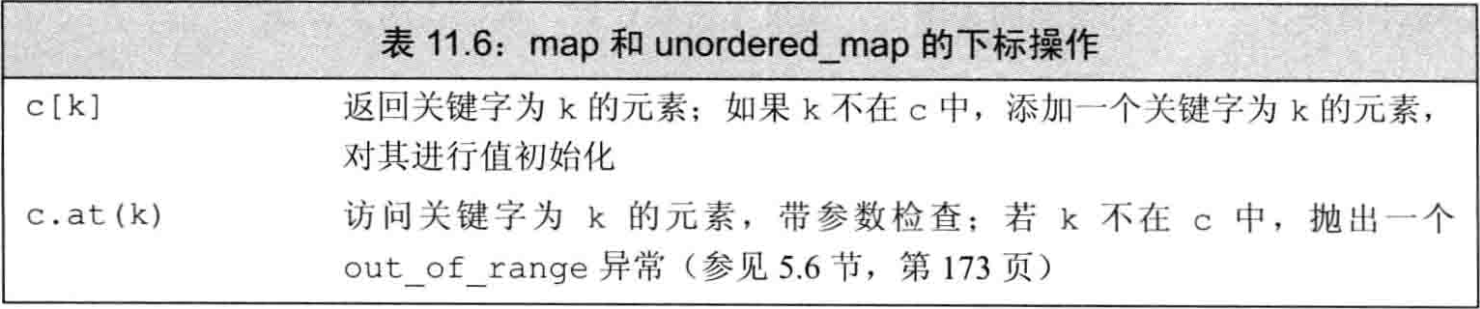 表 11.6：map 和 unordered_map 的下标操作
c[k] 返回关键字为 k 的元素；如果 k 不在 c 中，添加一个关键字为 k 的元素，
对其进行值初始化
c.at(k) 访问关键字为 k 的元素，带参数检查；若 k 不在 c 中，抛出一个
out_of_range 异常（参见 5.6 节，第 173 页）